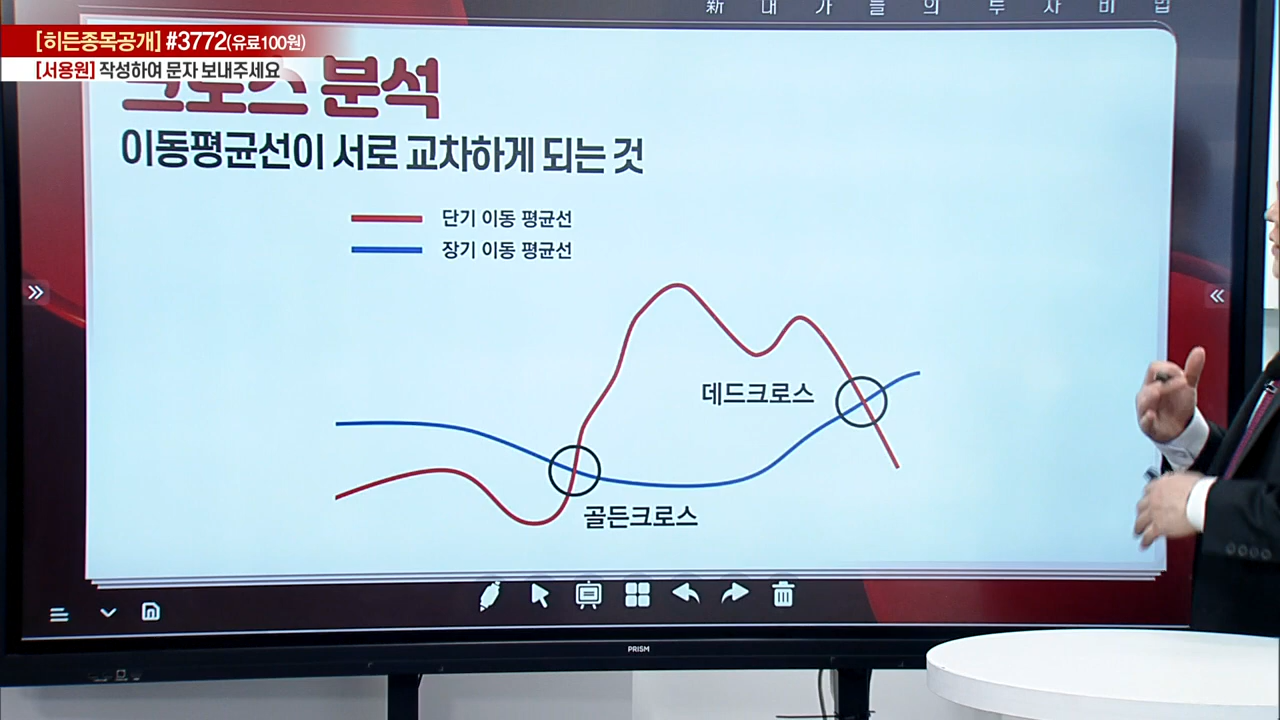 新 대 가 들 의 투 자 비 법
[히든종목공개] #3772(유료100원)
[서용원] 작성하여 문자 보내주세요
크로스 분석
이동평균선이 서로 교차하게 되는 것
단기 이동 평균선
장기 이동 평균선
데드크로스
골든크로스
PRISM